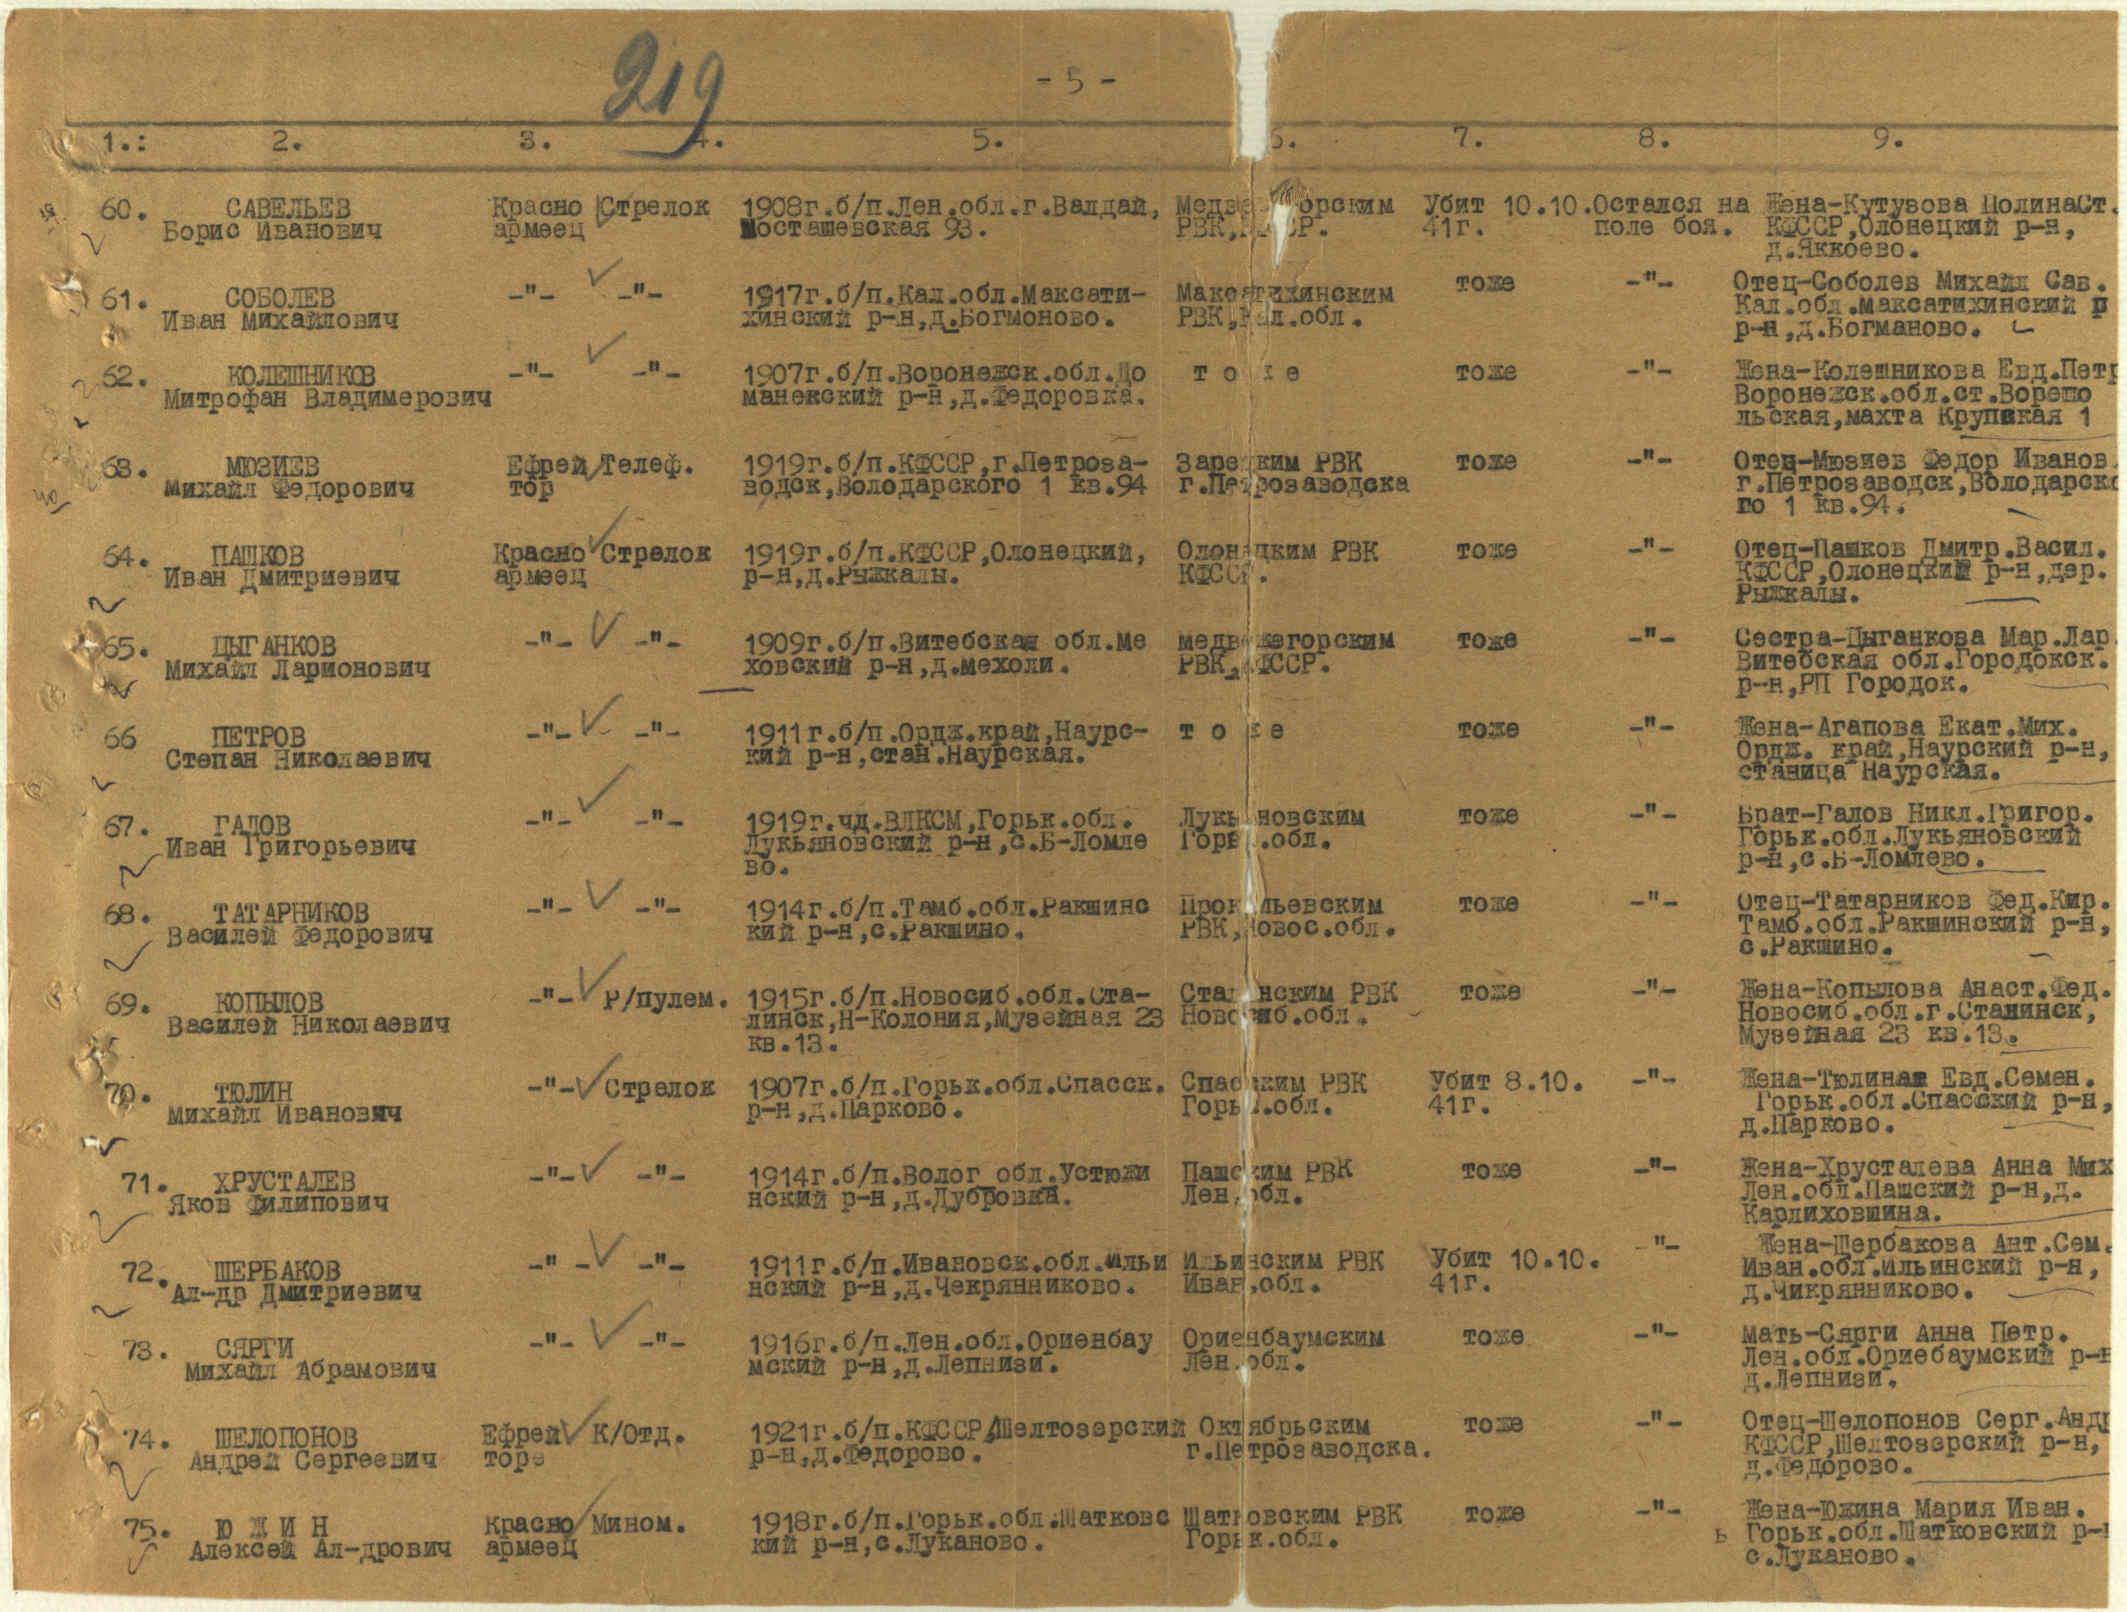 219
- 5 -
1.: 2. 3. 4. 5. 6. 7. 8. 9.
60. САВЕЛЬЕВ Красно Стрелок 1908г.б/п.Лен.обл.г.Валдай, Убит 10.10. Остался на Жена-Кутузова ПолинаСт.
Борис Иванович армеец осташевская 93. РВК, 41г. поле боя. КФССР,Олонецкий р-н,
д.Яккоево.
61. СОБОЛЕВ -"- -"- 1917г.б/п.Кал.обл.Максати- Максатихинским тоже -"- Отец-Соболев Михайл Сав.
Иван Михайлович хинский р-н,д.Богмоново. РВК,Кал.обл. Кал.обл.максатихинский р
р-н,д.Богманово.
62. КОЛЕШНИКОВ -"- -"- 1907г.б/п.Воронежск.обл.До т о ж е тоже -"- Жена-Колешникова Евд.Петр
Митрофан Владимерович манекский р-н,д.Федоровка. Воронежск.обл.ст.Ворошо
льская,махта Крупская 1
63. МЮЗИЕВ Ефрей Телеф. 1919г.б/п.КФССР,г.Петроза- Зарецким РВК тоже -"- Отец-Мюзиев Федор Иванов
Михайл Федорович тор водск,Володарского 1 кв.94 г.Петрозаводска г.Петрозаводск,Володарско
го 1 кв.94.
64. ПАШКОВ Красно Стрелок 1919г.б/п.КФССР,Олонецкий, Олонецким РВК тоже -"- Отец-Пашков Дмитр.Васил.
Иван Дмитриевич армеец р-н,д.Рыжкалы. КФССР. КФССР,Олонецкий р-н,дер.
Рыжкалы.
65. ЦЫГАНКОВ -"- -"- 1909г.б/п.Витебская обл.Ме медвежегорским тоже -"- Сестра-Цыганкова Мар.Лар
Михайл Ларионович ховский р-н,д.мехоли. РВК,КФССР. Витебская обл.Городокск.
р-н,РП Городок.
66 ПЕТРОВ -"- -"- 1911г.б/п.Ордж.край,Наурс- т о ж е тоже -"- Жена-Агапова Екат.Мих.
Степан Николаевич кий р-н,стан.Наурская. Ордж. край,Наурский р-н,
станица Наурская.
67. ГАЛОВ -"- -"- 1919г.чд.ВЛКСМ,Горьк.обл. Лукьяновским тоже -"- Брат-Галов Никл.Григор.
Иван Григорьевич Лукьяновский р-н,с.Б-Ломле Горьк.обл. Горьк.обл.Лукьяновский
во. р-н,с.Б-Ломлево.
68. ТАТАРНИКОВ -"- -"- 1914г.б/п.Тамб.обл.Ракшинс Прокопьевским тоже -"- Отец-Татарников Фед.Кир.
Василей Федорович кий р-н,с.Ракшино. РВК,Новос.обл. Тамб.обл.Ракшинский р-н,
с.Ракшино.
69. КОПЫЛОВ -"- Р/пулем. 1915г.б/п.Новосиб.обл.Ста- Сталинским РВК тоже -"- Жена-Копылова Анаст.Фед.
Василей Николаевич линск,Н-Колония,Музейная 23 Новосиб.обл. Новосиб.обл.г.Станинск,
кв.13. Музейная 23 кв.13.
70. ТЮЛИН -"- Стрелок 1907г.б/п.Горьк.обл.Спасск. Спасским РВК Убит 8.10. -"- Жена-Тюлина Евд.Семен.
Михайл Иванович р-н,д.Парково. Горьк.обл. 41г. Горьк.обл.Спасский р-н,
д.Парково.
71. ХРУСТАЛЕВ -"- -"- 1914г.б/п.Волог обл.Устюжи Пашским РВК тоже -"- Жена-Хрусталева Анна Мих
Яков Филипович нский р-н,д.Дубровка. Лен.обл. Лен.обл.Пашский р-н,д.
Карлиховшина.
72. ШЕРБАКОВ -" - -"- 1911г.б/п.Ивановск.обл.Ильи Ильинским РВК Убит 10.10. -"- Жена-Шербакова Ант.Сем.
Ал-др Дмитриевич нский р-н,д.Чекрянниково. Иван.обл. 41г. Иван.обл.Ильинский р-н,
д.Чикрянниково.
73. СЯРГИ -"- -"- 1916г.б/п.Лен.обл.Ориенбау Ориенбаумским тоже -"- мать-Сярги Анна Петр.
Михайл Абрамович мский р-н,д.Лепнизи. Лен.обл. Лен.обл.Ориебаумский р-н
д.Лепнизи.
74. ШЕЛОПОНОВ Ефрей К/Отд. 1921г.б/п.КФССР,Шелтозерский Октябрьским тоже -"- Отец-Шелопонов Серг.Андр
Андрей Сергеевич торе р-н,д.Федорово. г.Петрозаводска. КФССР,Шелтозерский р-н,
д.Федорово.
75. Ю Ж И Н Красно Мином. 1918г.б/п.Горьк.обл.Шатковс Шатковским РВК тоже -"- Жена-Южина Мария Иван.
Алексей Ал-дрович армеец кий р-н,с.Луканово. Горьк.обл. ь Горьк.обл.Шатковский р-н
с.Луканово.